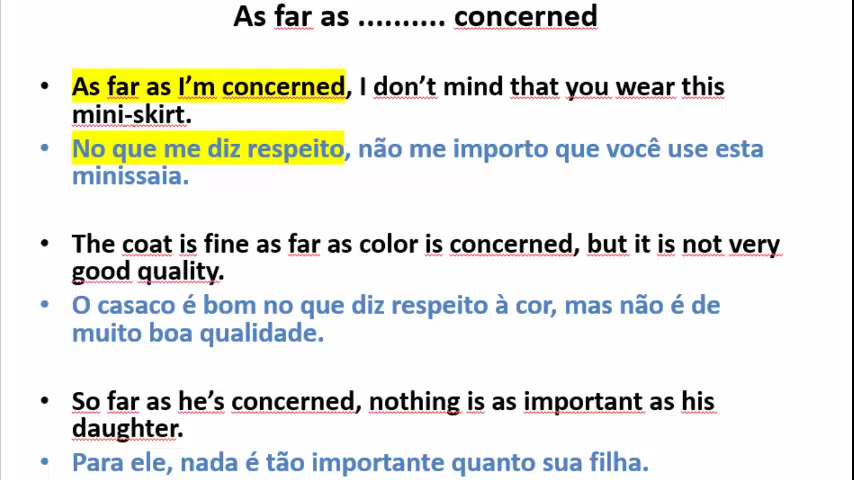 As far as .......... concerned
• As far as I'm concerned, I don't mind that you wear this
mini-skirt.
• No que me diz respeito, não me importo que você use esta
minissaia.
• The coat is fine as far as color is concerned, but it is not very
good quality.
• O casaco é bom no que diz respeito à cor, mas não é de
muito boa qualidade.
• So far as he's concerned, nothing is as important as his
daughter.
• Para ele, nada é tão importante quanto sua filha.